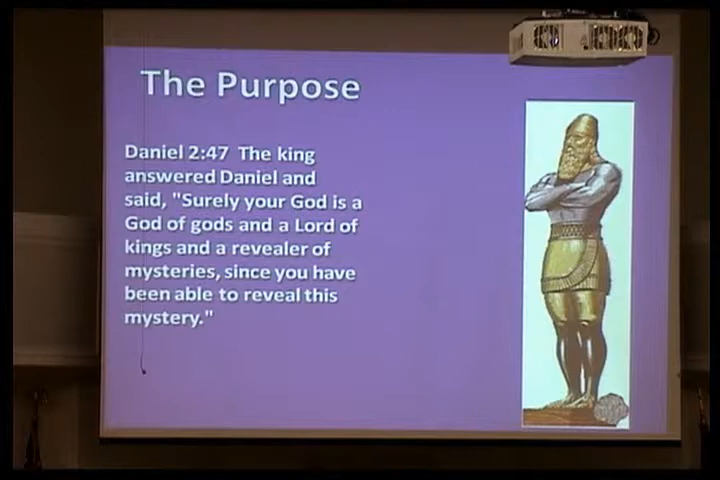 The Purpose
Daniel 2:47 The king
answered Daniel and
said, "Surely your God is a
God of gods and a Lord of
kings and a revealer of
mysteries, since you have
been able to reveal this
mystery."